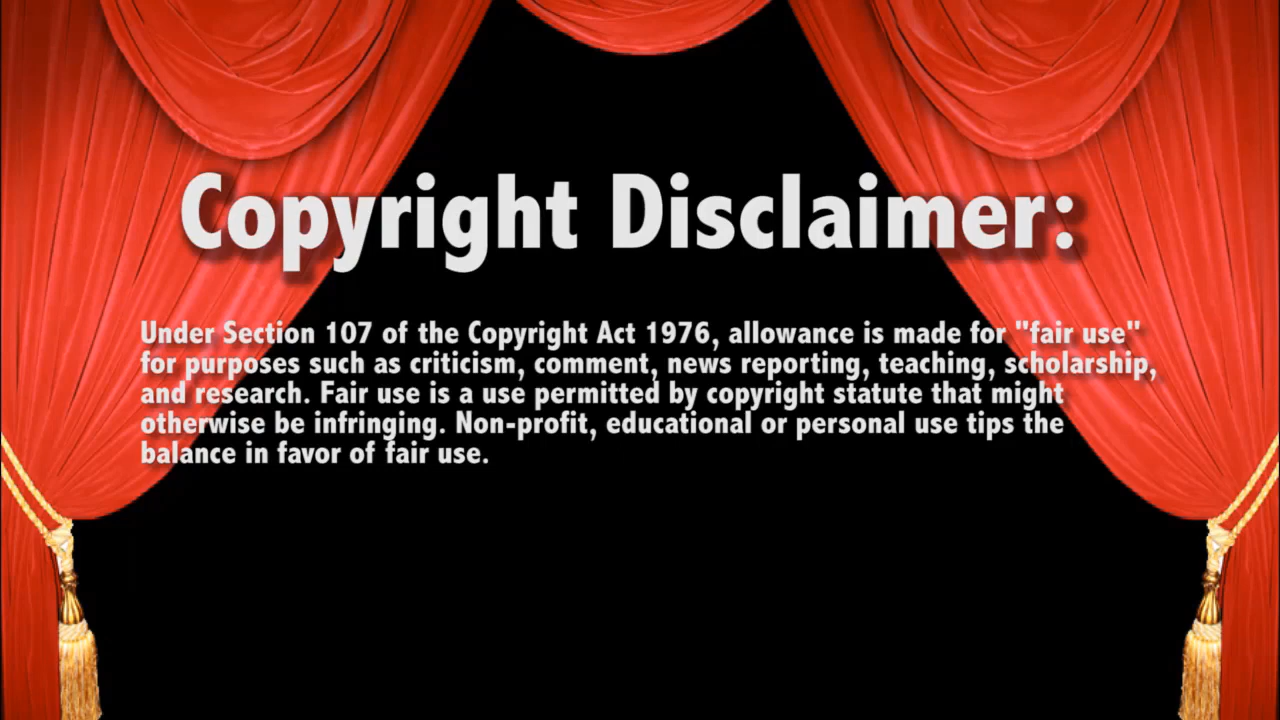 Copyright Disclaimer:
Under Section 107 of the Copyright Act 1976, allowance is made for "fair use"
for purposes such as criticism, comment, news reporting, teaching, scholarship,
and research. Fair use is a use permitted by copyright statute that might
otherwise be infringing. Non-profit, educational or personal use tips the
balance in favor of fair use.